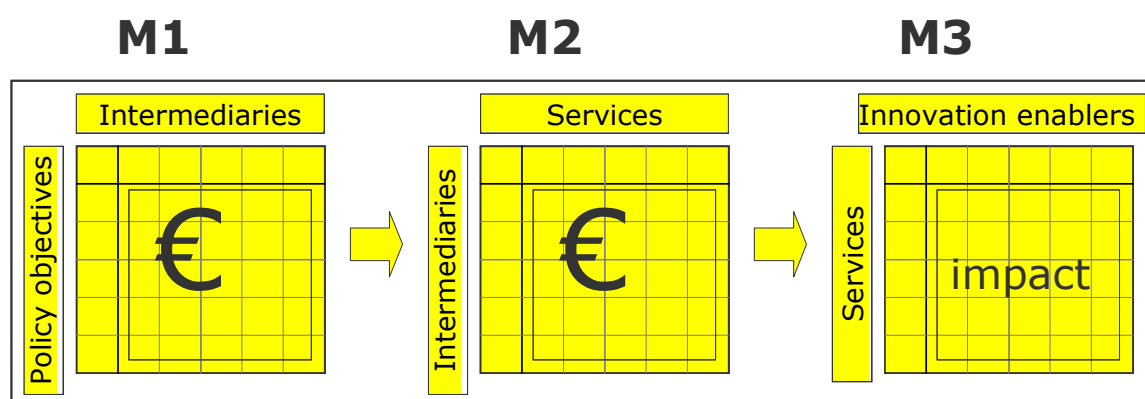 M1
M2
M3
Intermediaries
Services
Innovation enablers
Policy objectives
€
Intermediaries
€
Services
impact